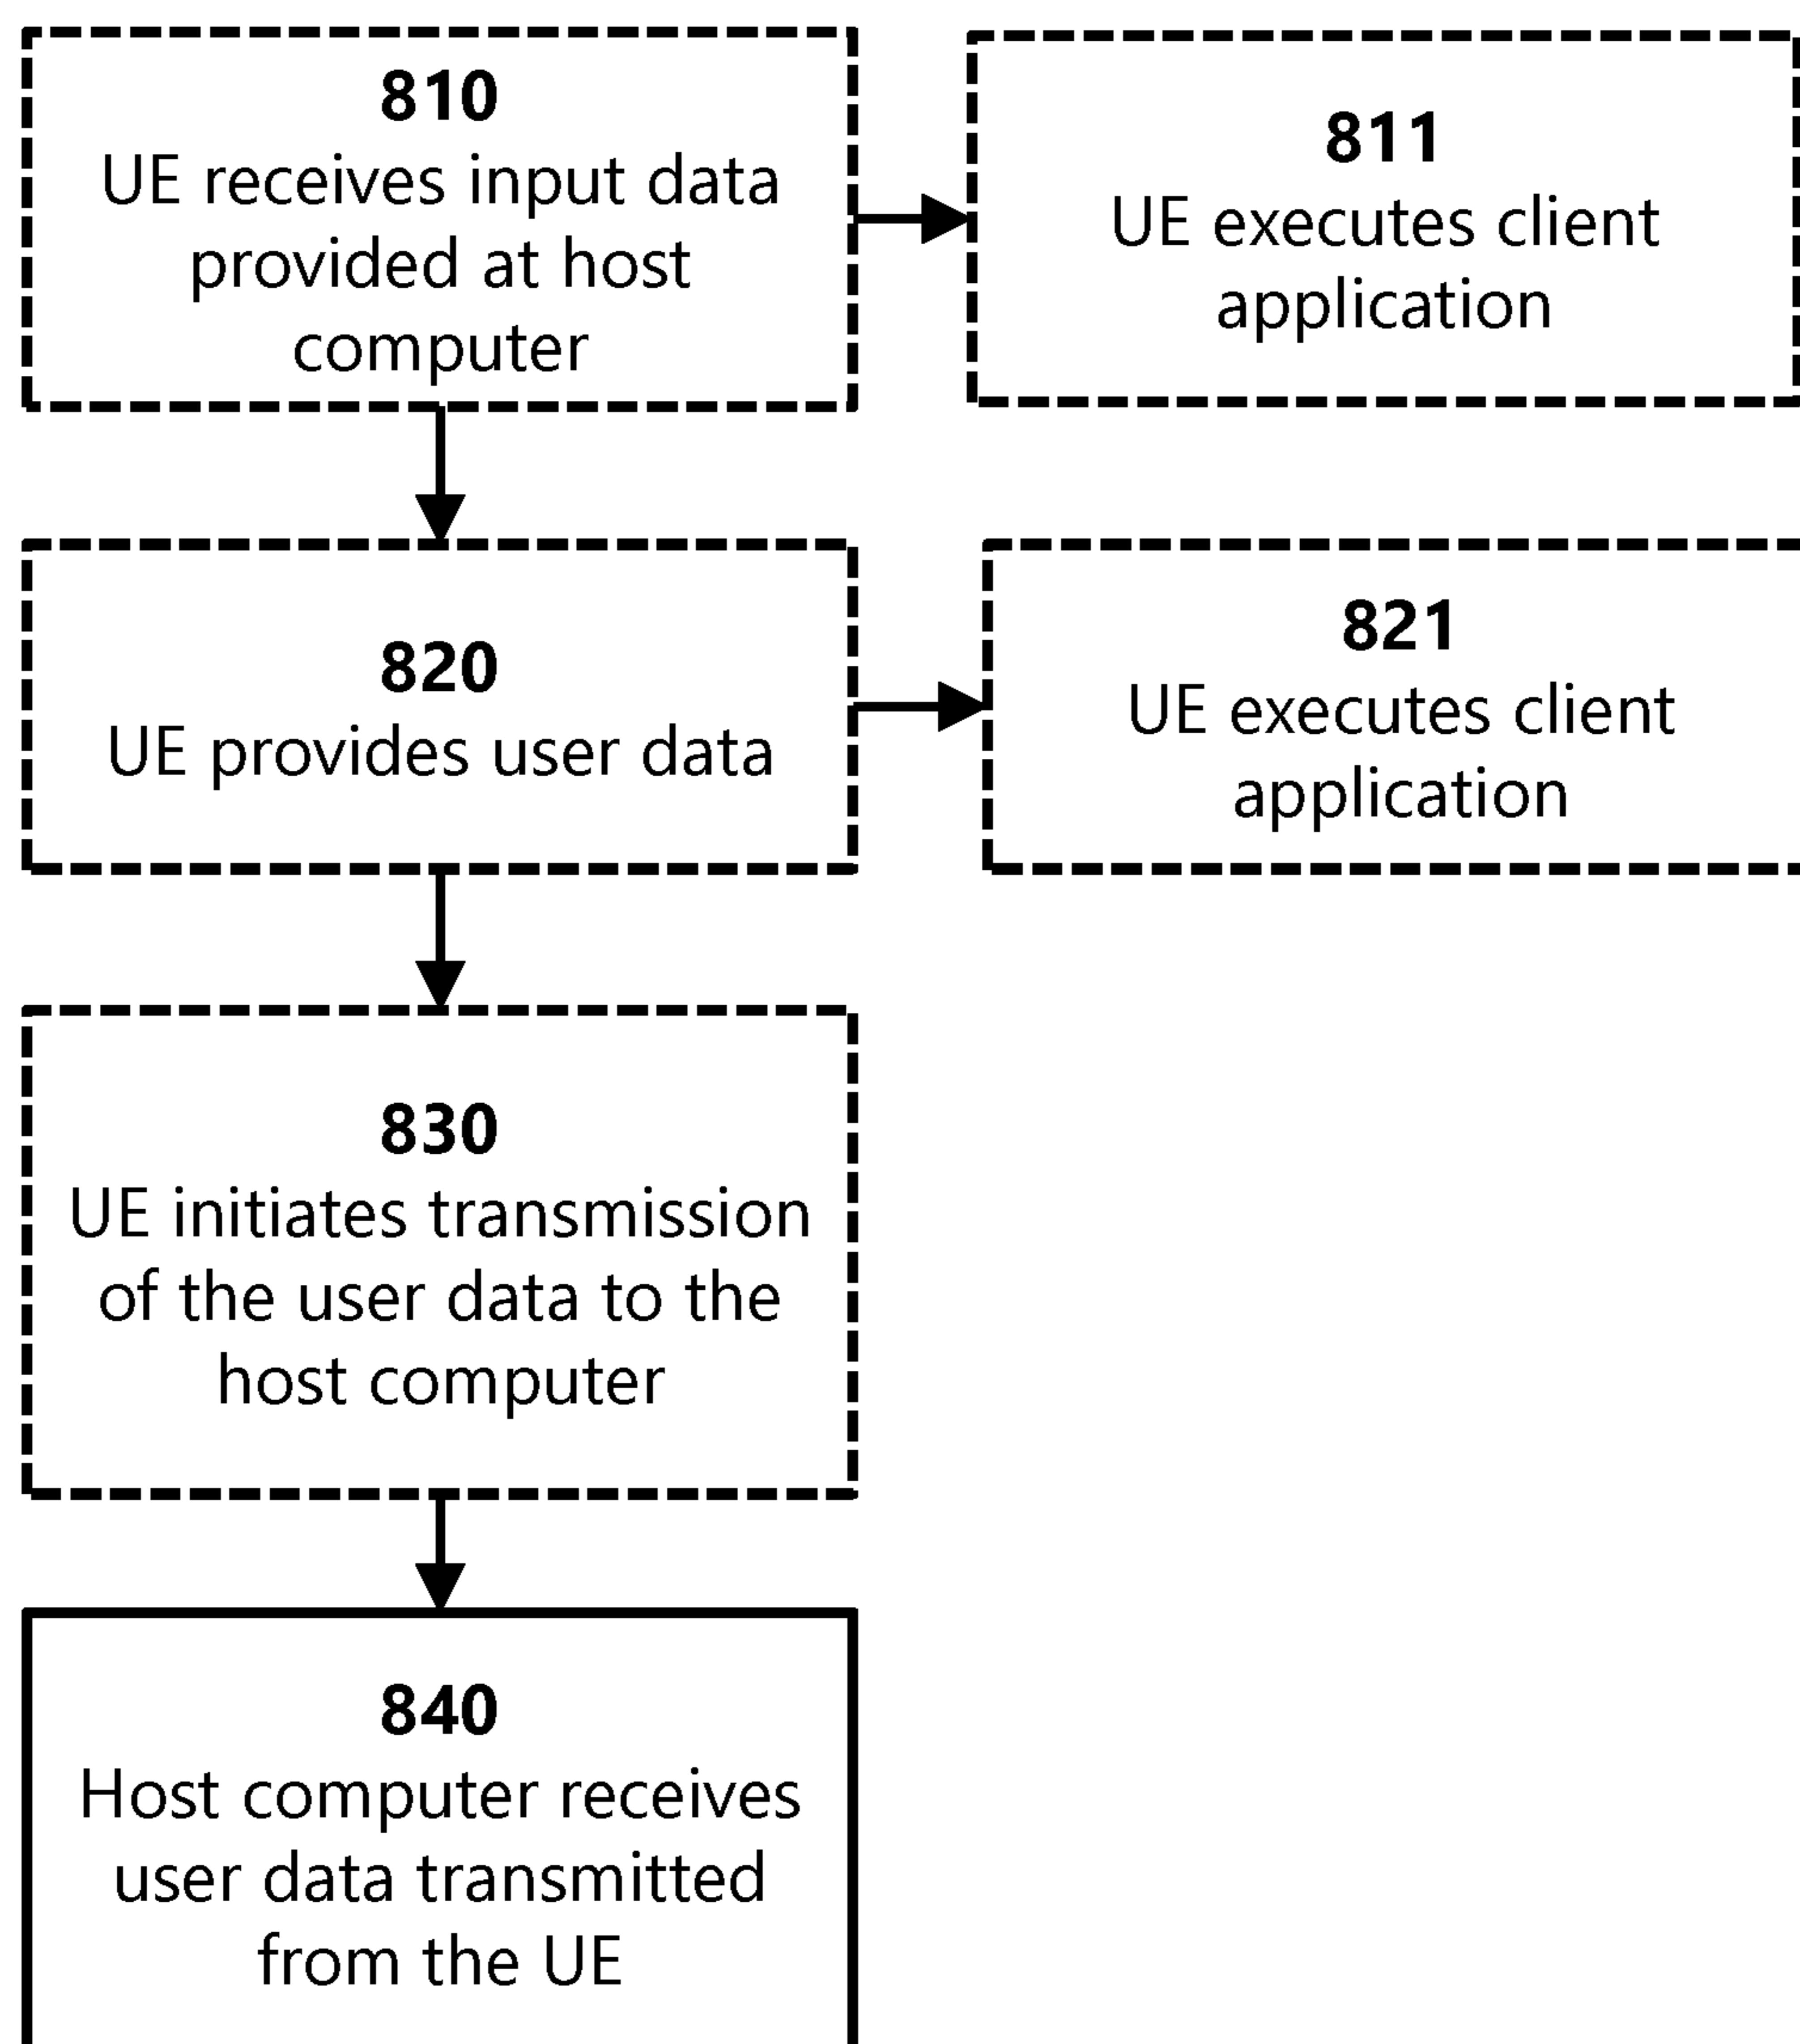 810
UE receives input data
provided at host
computer
811
UE executes client
application
820
UE provides user data
821
UE executes client
application
830
UE initiates transmission
of the user data to the
host computer
840
Host computer receives
user data transmitted
from the UE